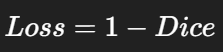 Loss = 1 − Dice